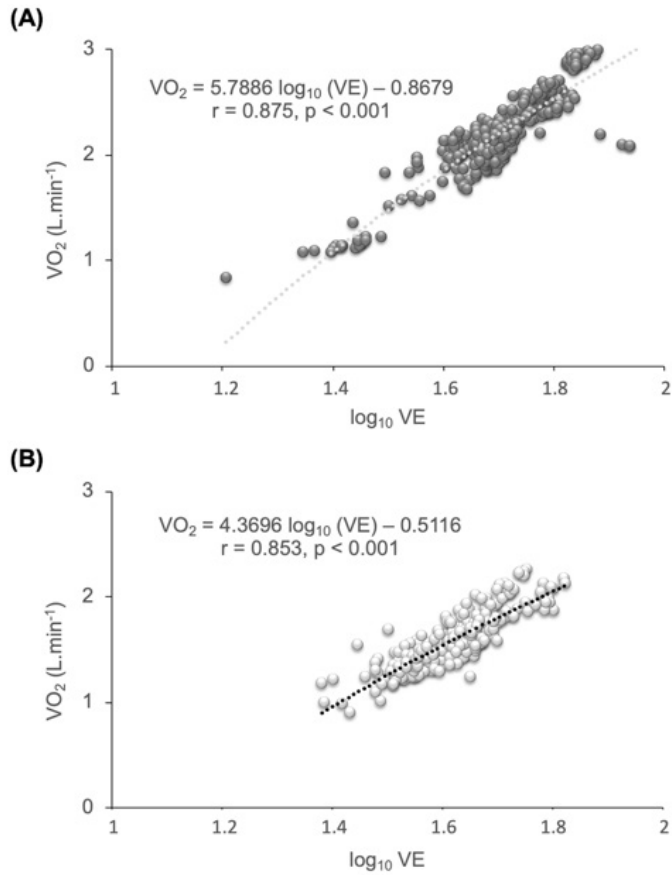 (A)
3
VO₂ = 5.7886 log₁₀ (VE) – 0.8679
r = 0.875, p < 0.001
2
VO₂ (L.min⁻¹)
1
0
1 1.2 1.4 1.6 1.8 2
log₁₀ VE
(B)
3
VO₂ = 4.3696 log₁₀ (VE) – 0.5116
r = 0.853, p < 0.001
2
VO₂ (L.min⁻¹)
1
0
1 1.2 1.4 1.6 1.8 2
log₁₀ VE